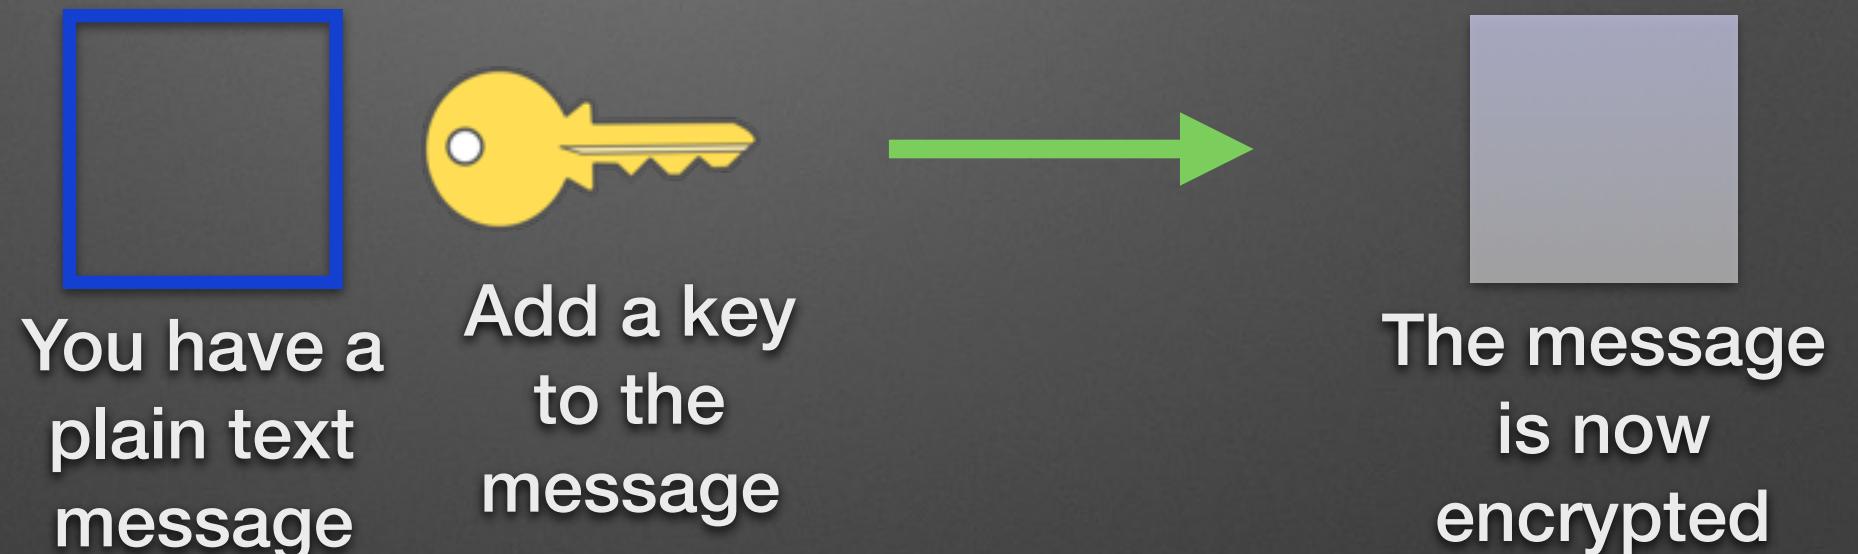 You have a
plain text
message
Add a key
to the
message
The message
is now
encrypted